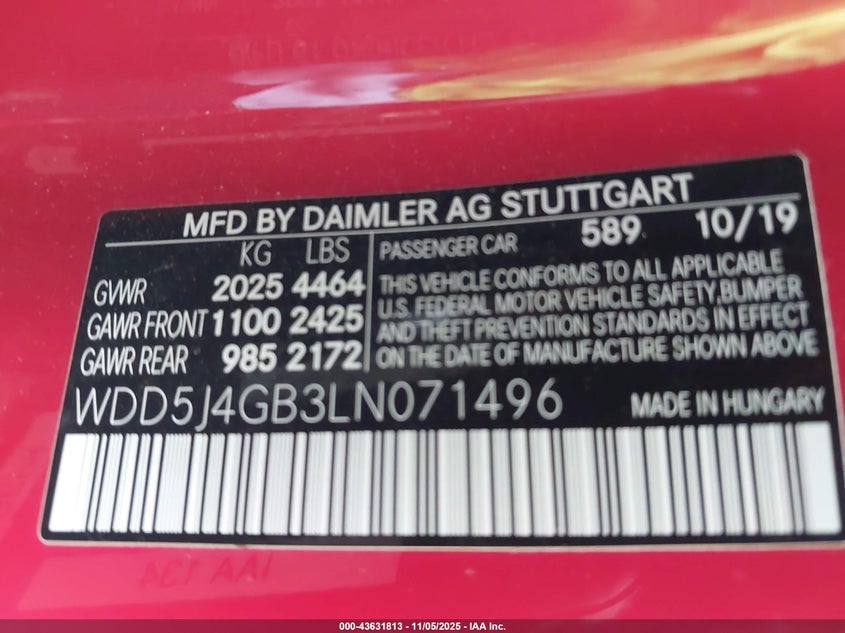 MFD BY DAIMLER AG STUTTGART
KG LBS
GVWR 2025 4464
GAWR FRONT 1100 2425
GAWR REAR 985 2172
PASSENGER CAR 589 10/19
THIS VEHICLE CONFORMS TO ALL APPLICABLE
U.S. FEDERAL MOTOR VEHICLE SAFETY,BUMPER
AND THEFT PREVENTION STANDARDS IN EFFECT
ON THE DATE OF MANUFACTURE SHOWN ABOVE
WDD5J4GB3LN071496
MADE IN HUNGARY
IAA 134
000-43631813 - 11/05/2025 - IAA Inc.